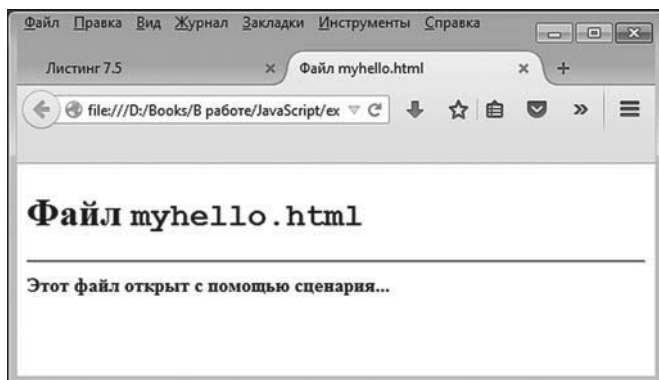 Файл Правка Вид Журнал Закладки Инструменты Справка
Листинг 7.5
Файл myhello.html
file:///D:/Books/В работе/JavaScript/ex
Файл myhello.html
Этот файл открыт с помощью сценария...